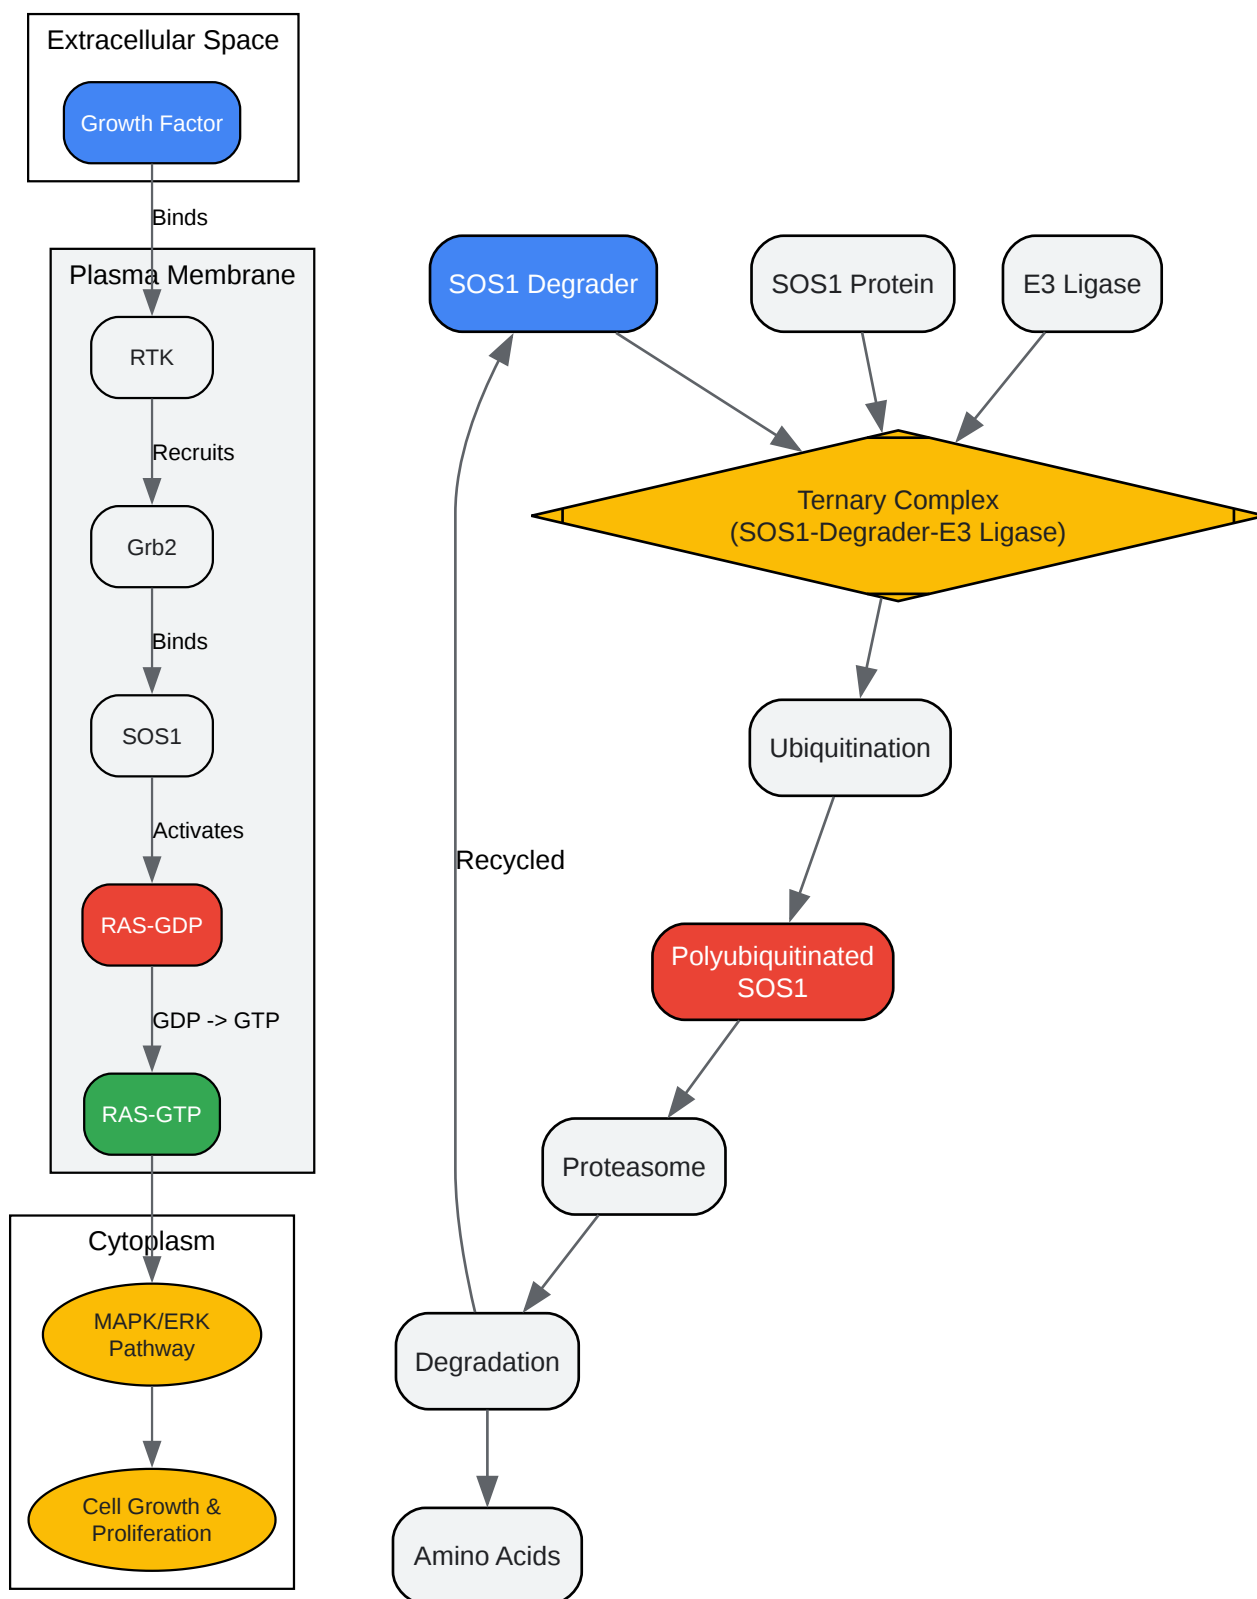 Extracellular Space
Growth Factor
Binds
Plasma Membrane
RTK
Recruits
Grb2
Binds
SOS1
Activates
RAS-GDP
GDP -> GTP
RAS-GTP
Cytoplasm
MAPK/ERK
Pathway
Cell Growth &
Proliferation
SOS1 Degrader
SOS1 Protein
E3 Ligase
Ternary Complex
(SOS1-Degrader-E3 Ligase)
Ubiquitination
Recycled
Polyubiquitinated
SOS1
Proteasome
Degradation
Amino Acids